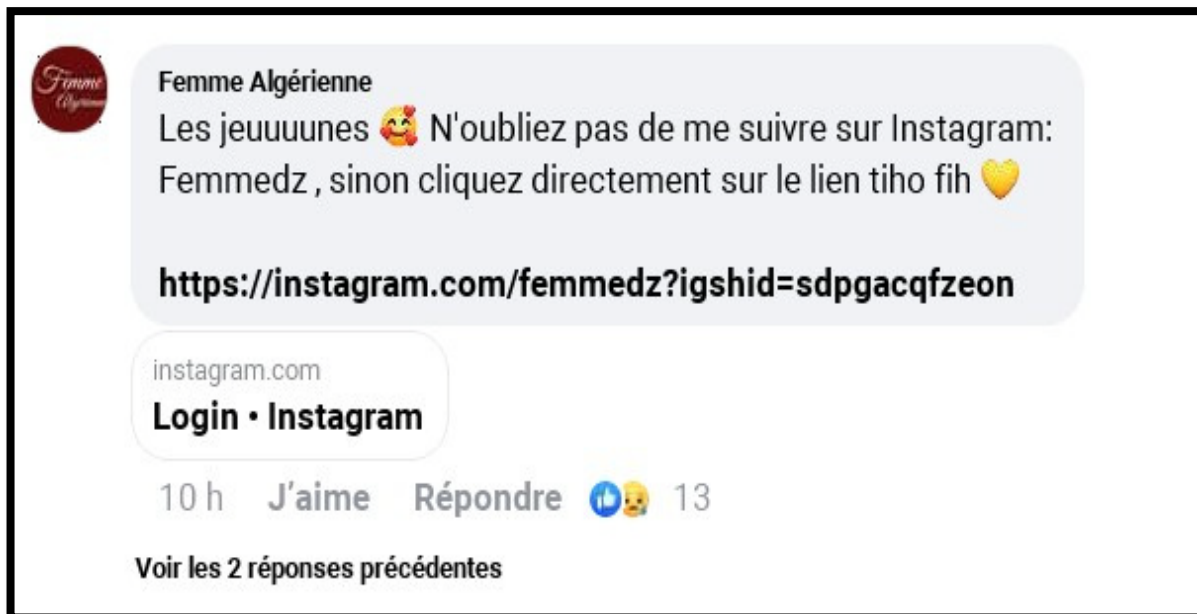 Femme
Algérienne
Femme Algérienne
Les jeuuuunes 🥰 N'oubliez pas de me suivre sur Instagram:
Femmedz , sinon cliquez directement sur le lien tiho fih 💛
https://instagram.com/femmedz?igshid=sdpgacqfzeon
instagram.com
Login • Instagram
10 h J'aime Répondre 13
Voir les 2 réponses précédentes